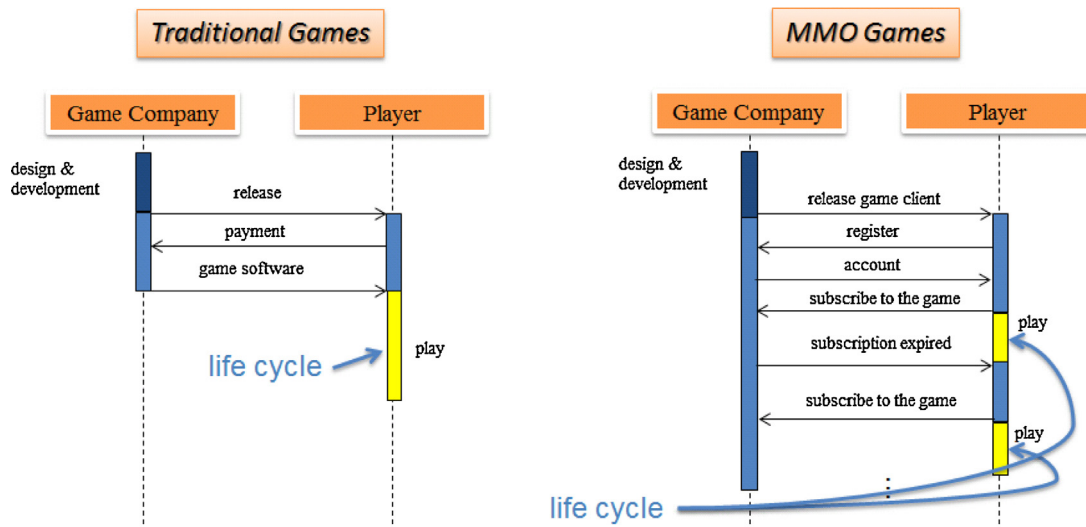 Traditional Games
Game Company
Player
design &
development
release
payment
game software
play
life cycle
MMO Games
Game Company
Player
design &
development
release game client
register
account
subscribe to the game
play
subscription expired
subscribe to the game
play
life cycle